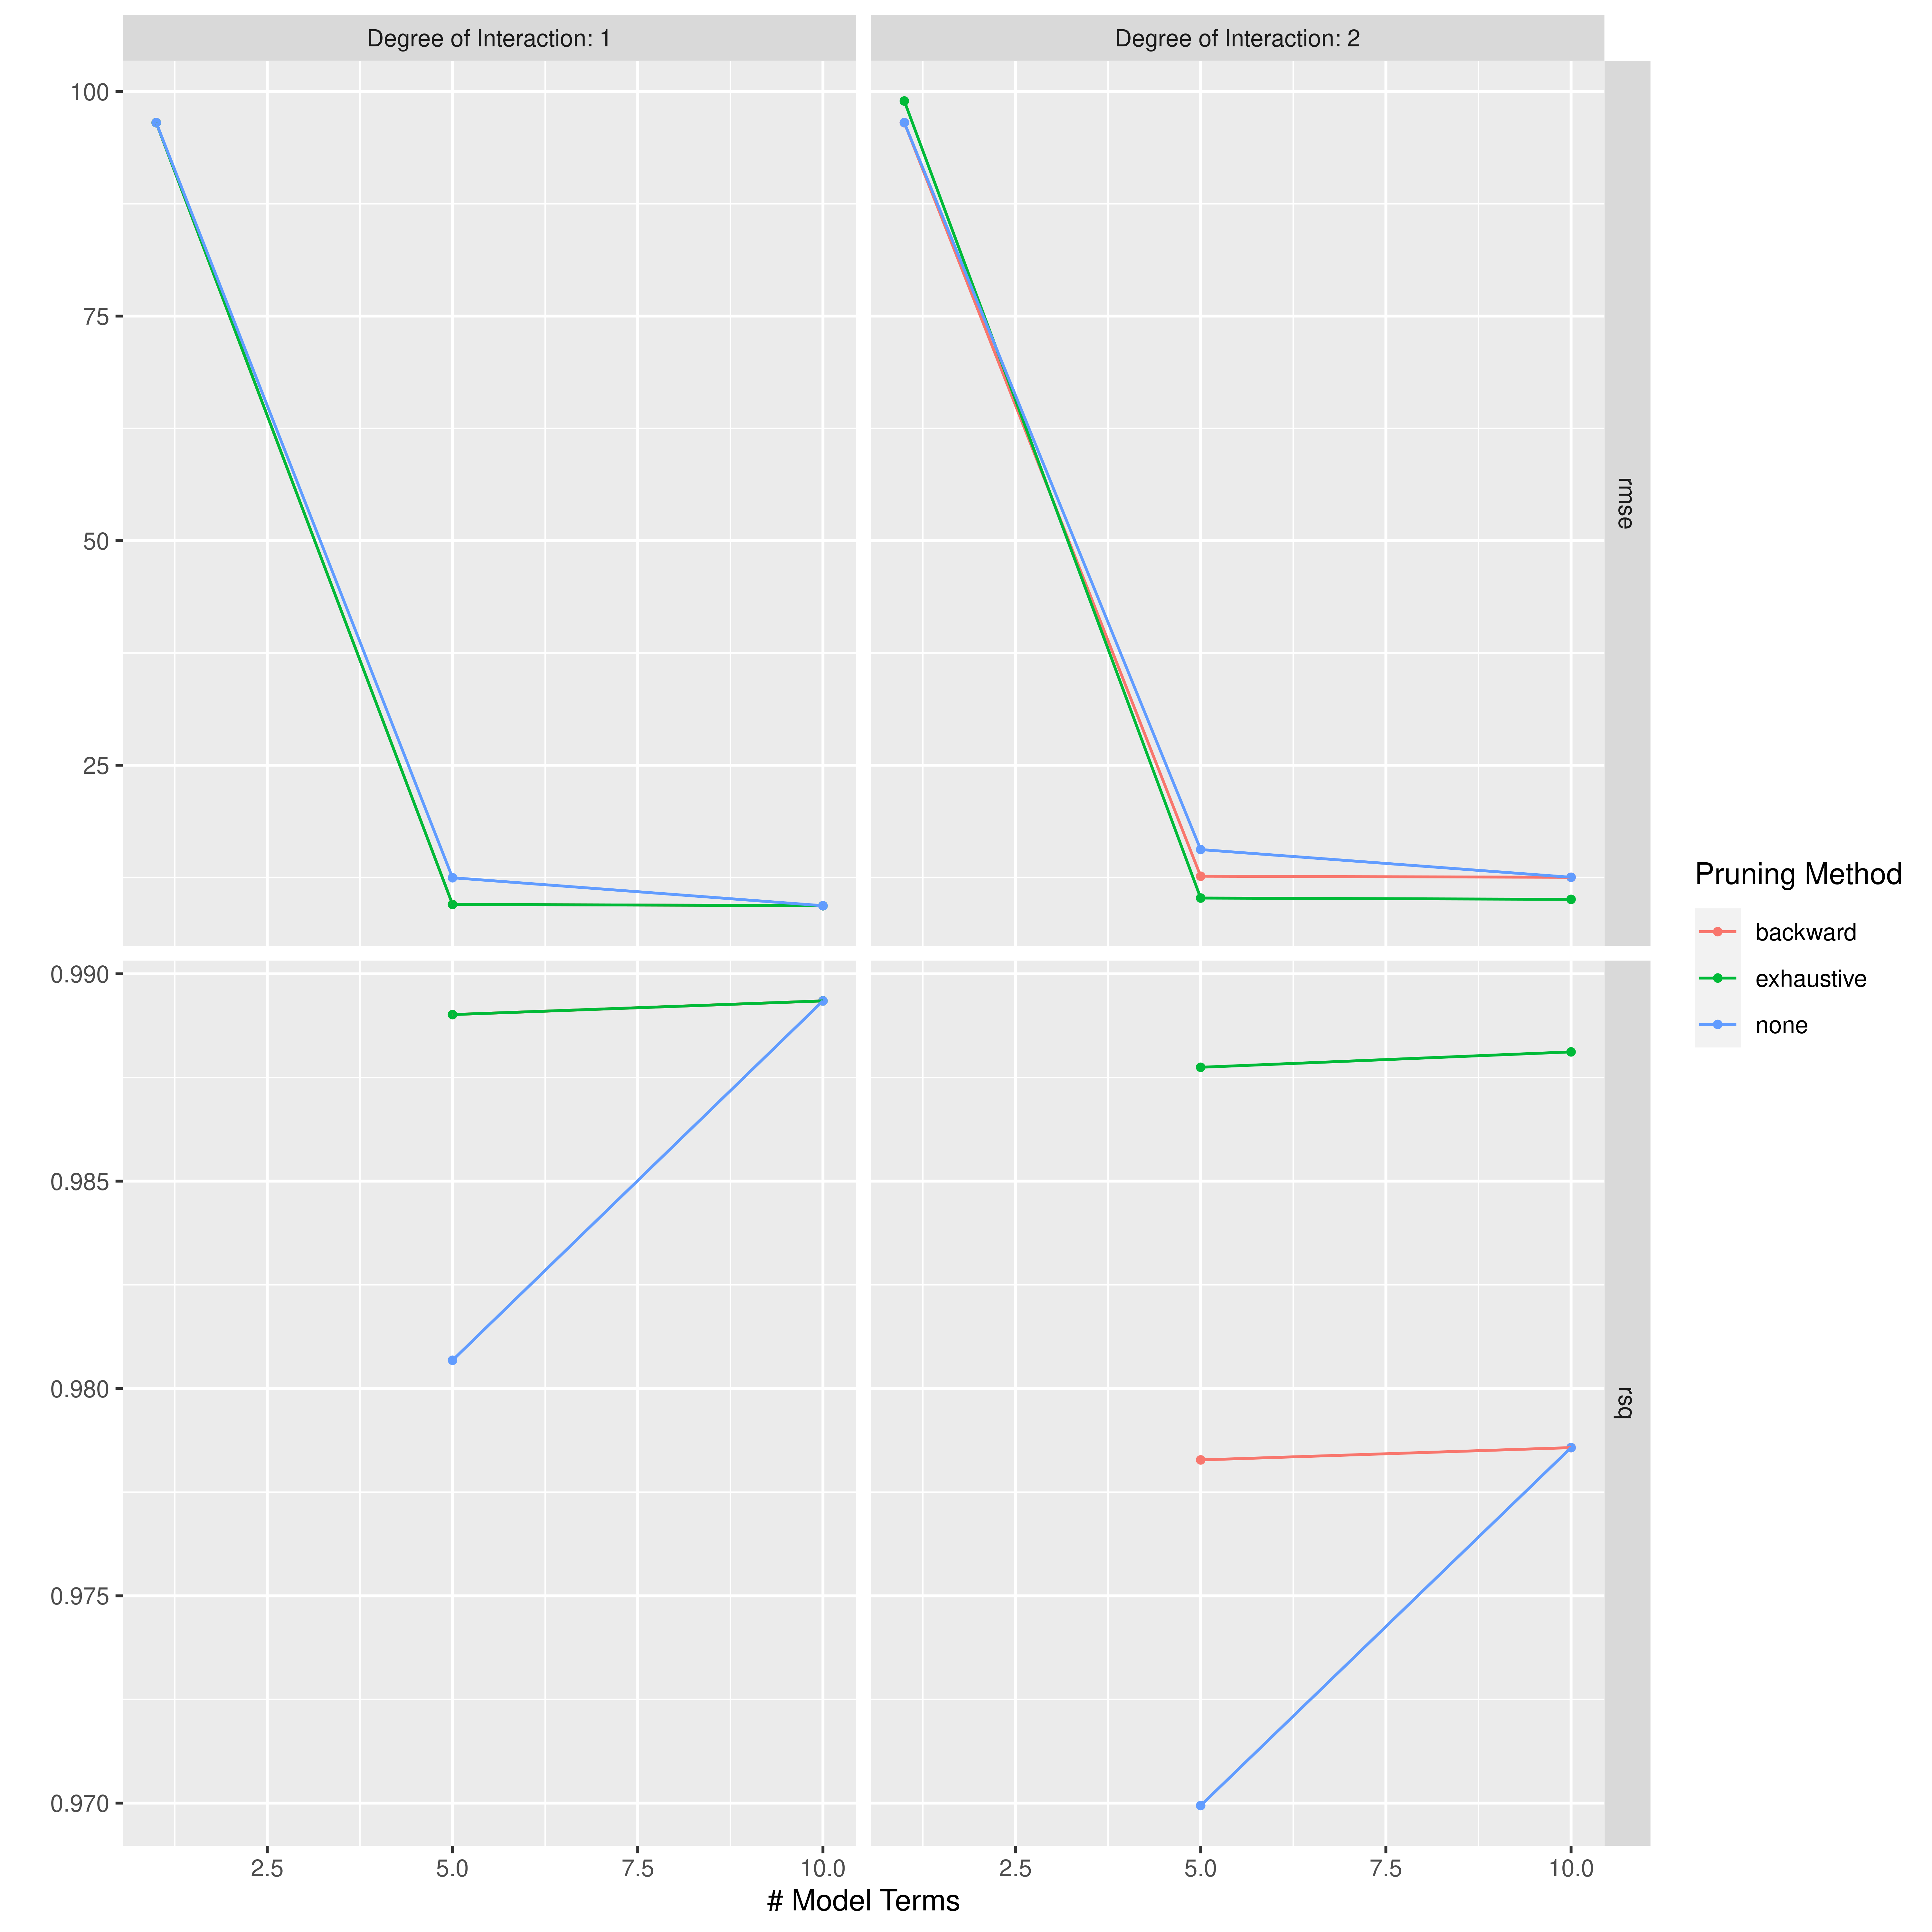 Degree of Interaction: 1
Degree of Interaction: 2
100
75
50
25
rmse
0.990
0.985
0.980
0.975
0.970
rsq
2.5 5.0 7.5 10.0
2.5 5.0 7.5 10.0
# Model Terms
Pruning Method
backward
exhaustive
none